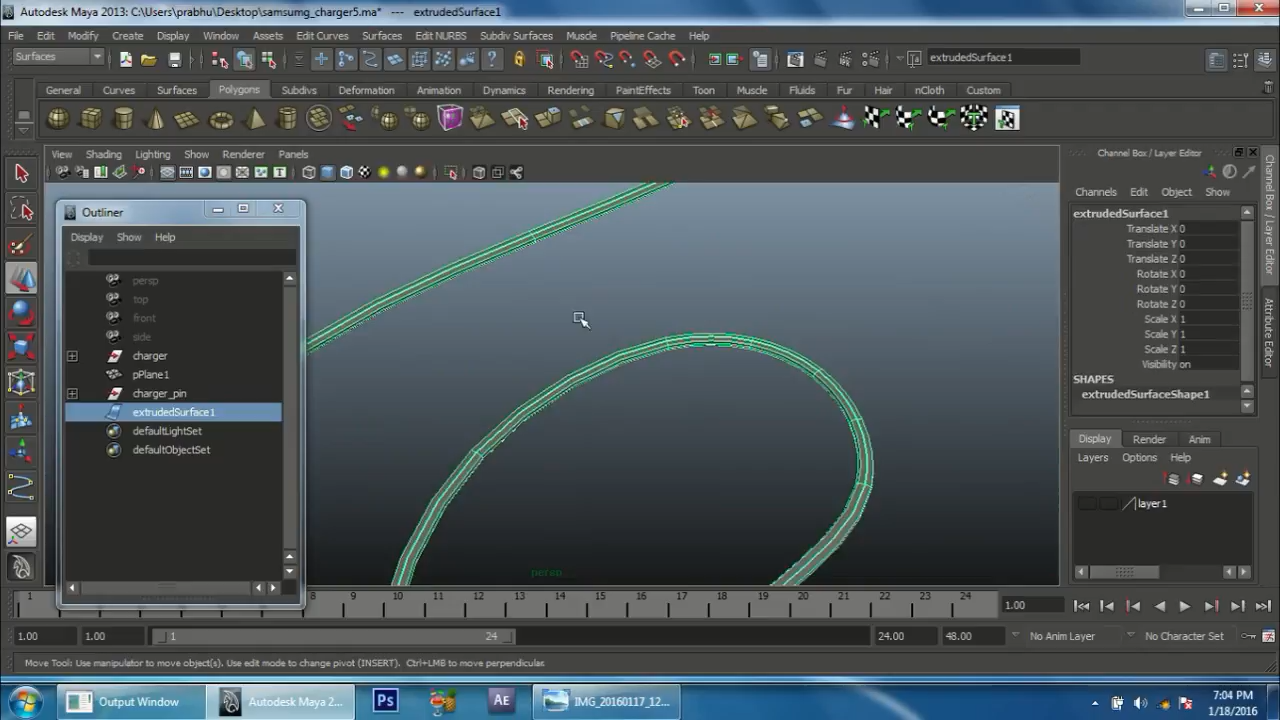 Autodesk Maya 2013: C:\Users\prabhu\Desktop\samsumg_charger5.ma* --- extrudedSurface1
File Edit Modify Create Display Window Assets Edit Curves Surfaces Edit NURBS Subdiv Surfaces Muscle Pipeline Cache Help
Surfaces extrudedSurface1
General Curves Surfaces Polygons Subdivs Deformation Animation Dynamics Rendering PaintEffects Toon Muscle Fluids Fur Hair nCloth Custom
View Shading Lighting Show Renderer Panels
Channel Box / Layer Editor
Outliner
Display Show Help
persp
top
front
side
charger
pPlane1
charger_pin
extrudedSurface1
defaultLightSet
defaultObjectSet
persp
Channels Edit Object Show
extrudedSurface1
Translate X 0
Translate Y 0
Translate Z 0
Rotate X 0
Rotate Y 0
Rotate Z 0
Scale X 1
Scale Y 1
Scale Z 1
Visibility on
SHAPES
extrudedSurfaceShape1
Display Render Anim
Layers Options Help
layer1
Channel Box / Layer Editor
Attribute Editor
1 8 9 10 11 12 13 14 15 16 17 18 19 20 21 22 23 24 1.00
1.00 1.00 1 24 24.00 48.00 No Anim Layer No Character Set
Move Tool: Use manipulator to move object(s). Use edit mode to change pivot (INSERT). Ctrl+LMB to move perpendicular.
Output Window Autodesk Maya 2... Ps AE IMG_20160117_12...
7:04 PM
1/18/2016